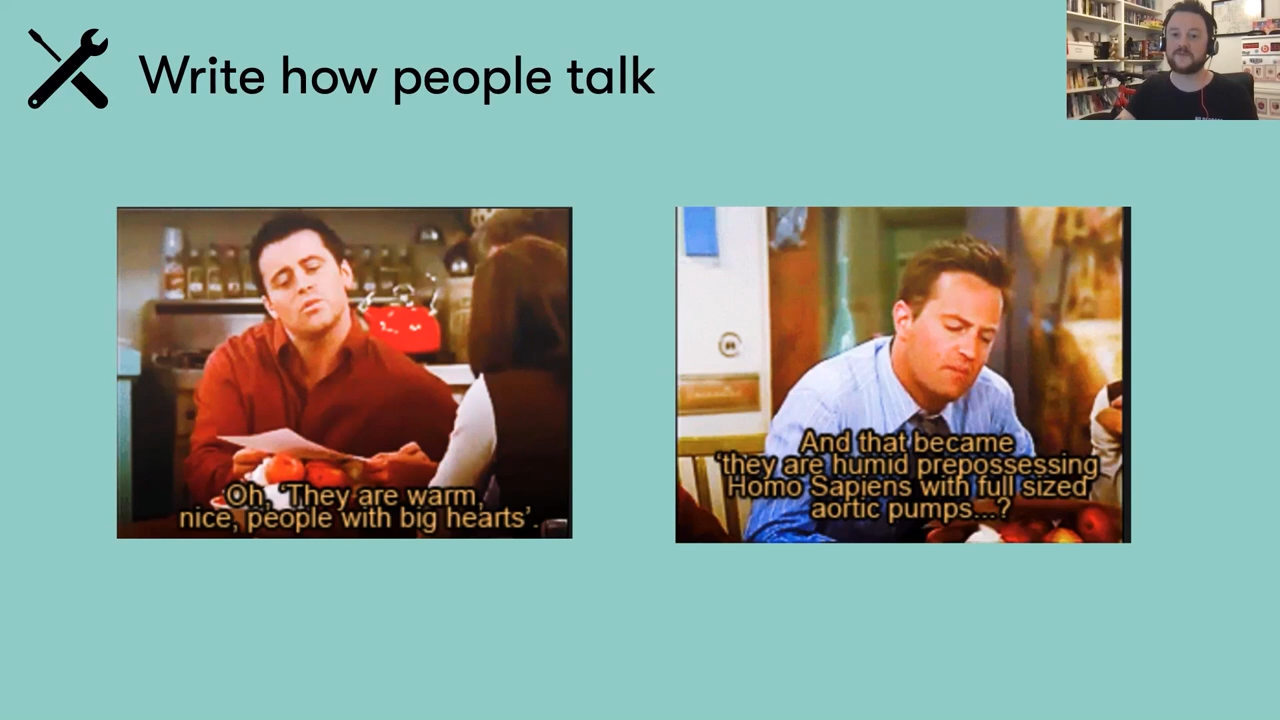 Write how people talk
Oh, 'They are warm,
nice, people with big hearts'.
And that became
'they are humid prepossessing
Homo Sapiens with full sized
aortic pumps...?